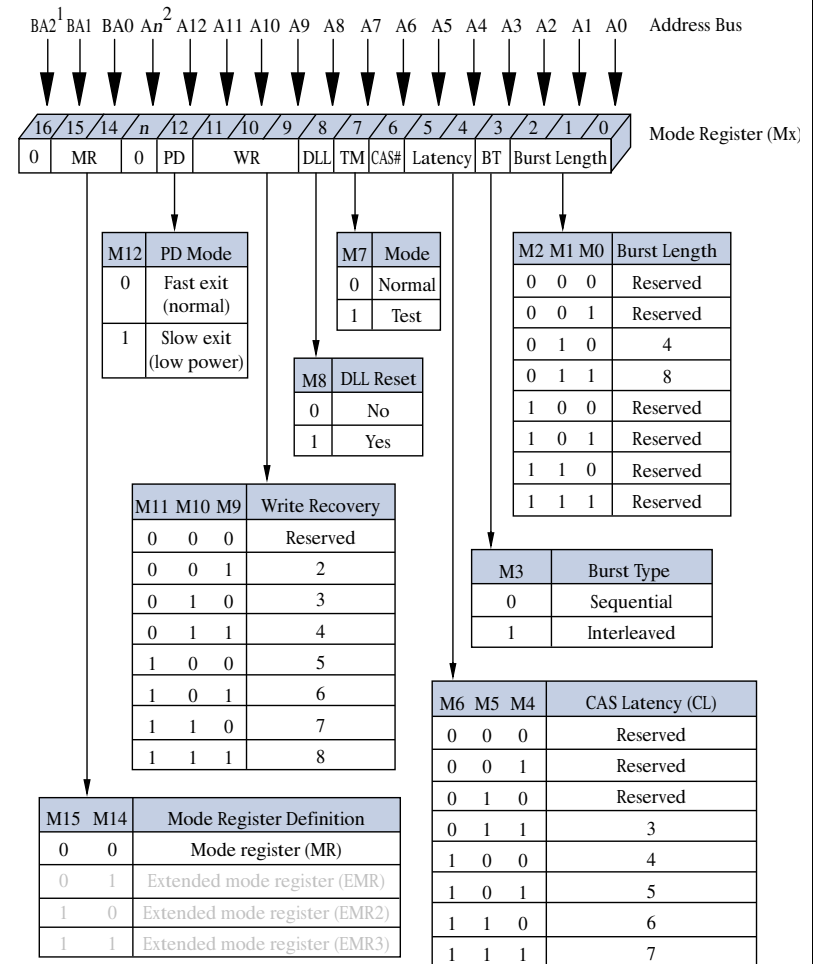 BA2¹ BA1 BA0 An² A12 A11 A10 A9 A8 A7 A6 A5 A4 A3 A2 A1 A0 Address Bus
16 15 14 n 12 11 10 9 8 7 6 5 4 3 2 1 0
Mode Register (Mx)
0 MR 0 PD WR DLL TM CAS# Latency BT Burst Length
M12 PD Mode
0 Fast exit
(normal)
1 Slow exit
(low power)
M7 Mode
0 Normal
1 Test
M2 M1 M0 Burst Length
0 0 0 Reserved
0 0 1 Reserved
0 1 0 4
0 1 1 8
1 0 0 Reserved
1 0 1 Reserved
1 1 0 Reserved
1 1 1 Reserved
M8 DLL Reset
0 No
1 Yes
M11 M10 M9 Write Recovery
0 0 0 Reserved
0 0 1 2
0 1 0 3
0 1 1 4
1 0 0 5
1 0 1 6
1 1 0 7
1 1 1 8
M3 Burst Type
0 Sequential
1 Interleaved
M6 M5 M4 CAS Latency (CL)
0 0 0 Reserved
0 0 1 Reserved
0 1 0 Reserved
0 1 1 3
1 0 0 4
1 0 1 5
1 1 0 6
1 1 1 7
M15 M14 Mode Register Definition
0 0 Mode register (MR)
0 1 Extended mode register (EMR)
1 0 Extended mode register (EMR2)
1 1 Extended mode register (EMR3)